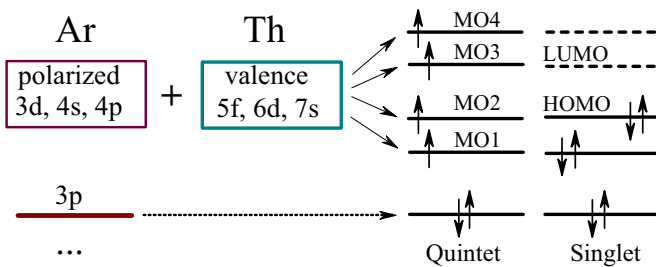 Ar
Th
polarized
3d, 4s, 4p
+
valence
5f, 6d, 7s
MO4
MO3
LUMO
MO2
HOMO
MO1
3p
...
Quintet
Singlet